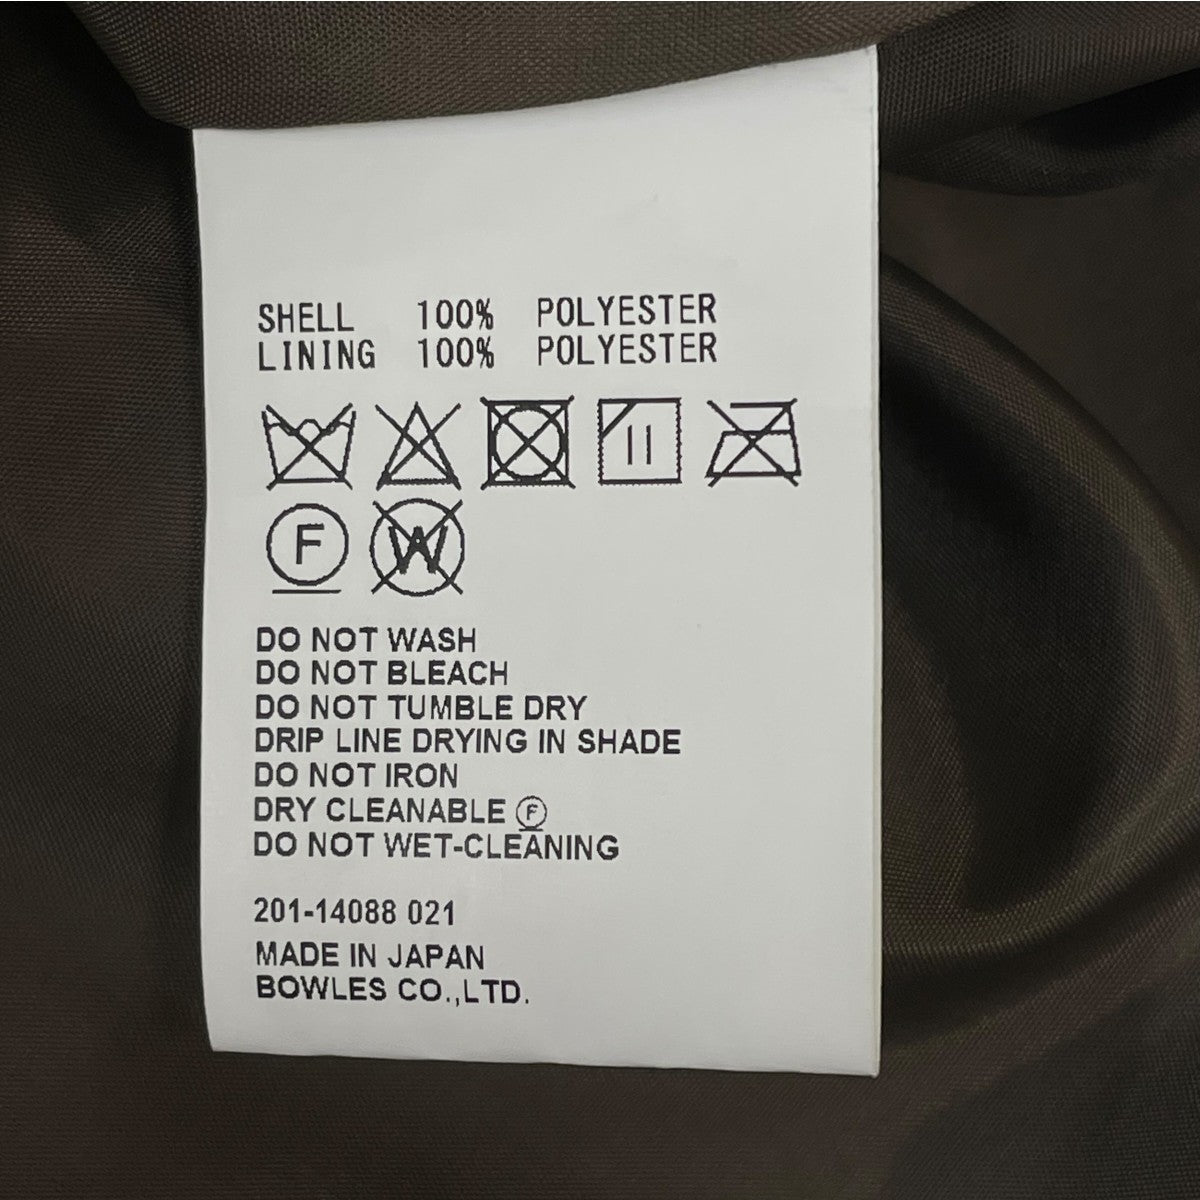 SHELL 100% POLYESTER
LINING 100% POLYESTER
F W
DO NOT WASH
DO NOT BLEACH
DO NOT TUMBLE DRY
DRIP LINE DRYING IN SHADE
DO NOT IRON
DRY CLEANABLE Ⓕ
DO NOT WET-CLEANING
201-14088 021
MADE IN JAPAN
BOWLES CO.,LTD.